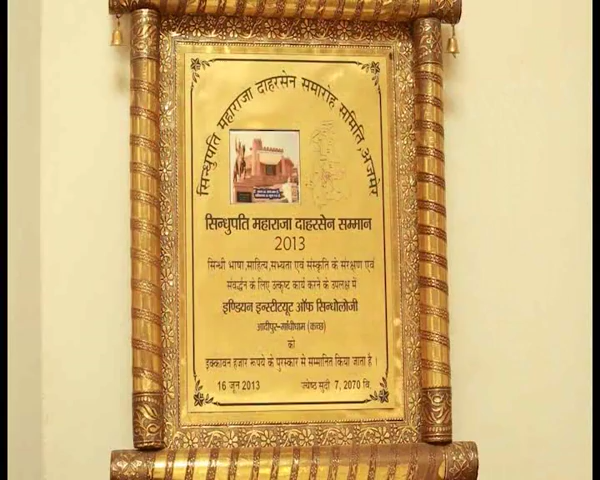 सिन्धुपति महाराजा दाहरसेन समारोह समिति, अजमेर
सिन्धुपति महाराजा दाहरसेन सम्मान
2013
सिन्धी भाषा,साहित्य,सभ्यता एवं संस्कृति के संरक्षण एवं
संवर्द्धन के लिए उत्कृष्ट कार्य करने के उपलक्ष में
इण्डियन इन्स्टीट्यूट ऑफ सिन्धोलोजी
आदीपुर-गाँधीधाम (कच्छ)
को
इक्कावन हजार रूपये के पुरस्कार से सम्मानित किया जाता है ।
16 जून 2013 ज्येष्ठ सुदी 7, 2070 वि.